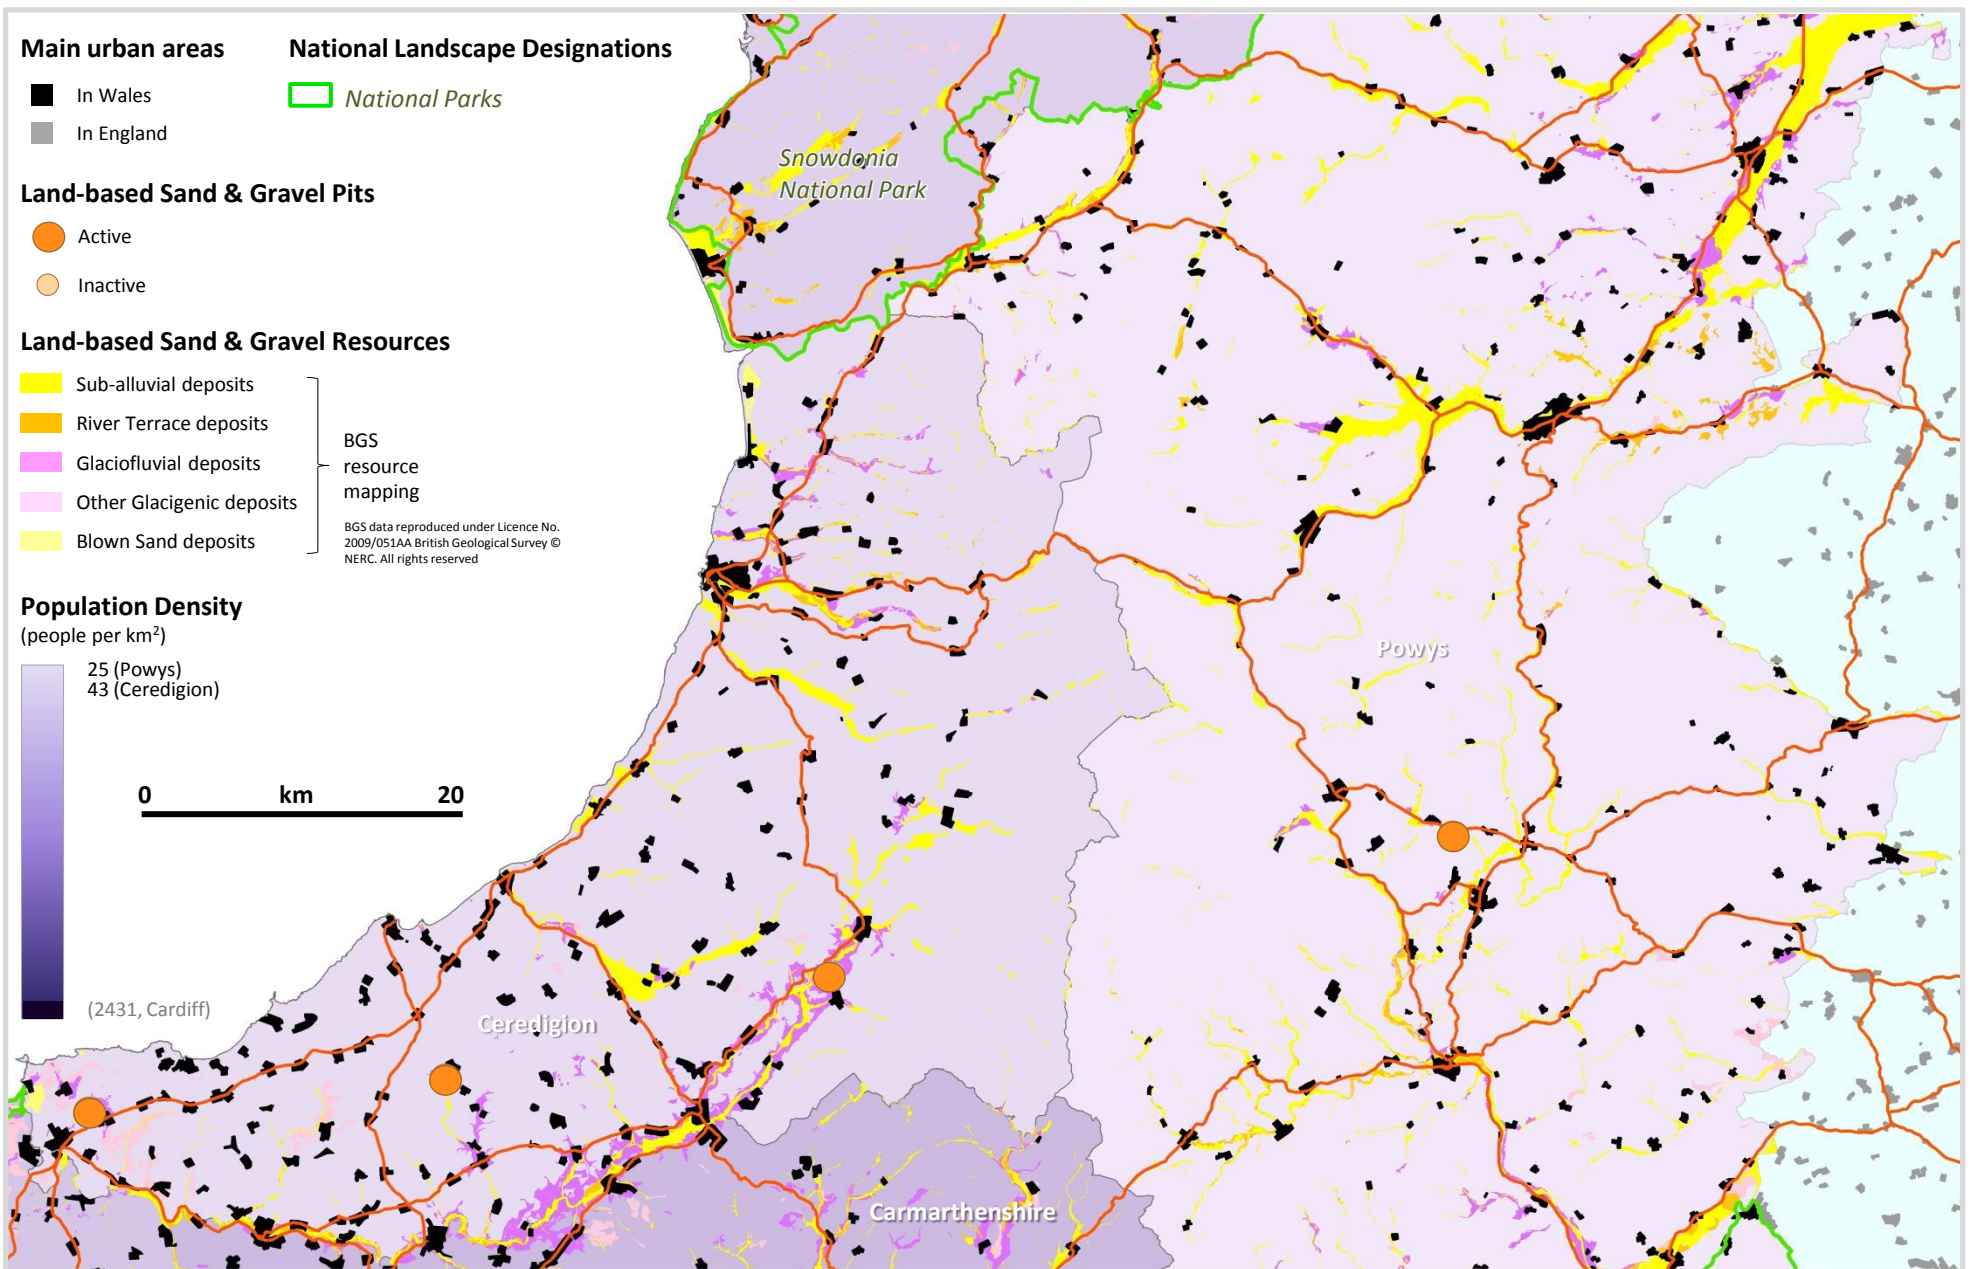 Main urban areas
In Wales
In England
National Landscape Designations
National Parks
Land-based Sand & Gravel Pits
Active
Inactive
Land-based Sand & Gravel Resources
Sub-alluvial deposits
River Terrace deposits
Glaciofluvial deposits
Other Glacigenic deposits
Blown Sand deposits
BGS
resource
mapping
BGS data reproduced under Licence No.
2009/051AA British Geological Survey ©
NERC. All rights reserved
Population Density
(people per km²)
25 (Powys)
43 (Ceredigion)
(2431, Cardiff)
0 km 20
Snowdonia
National Park
Powys
Ceredigion
Carmarthenshire